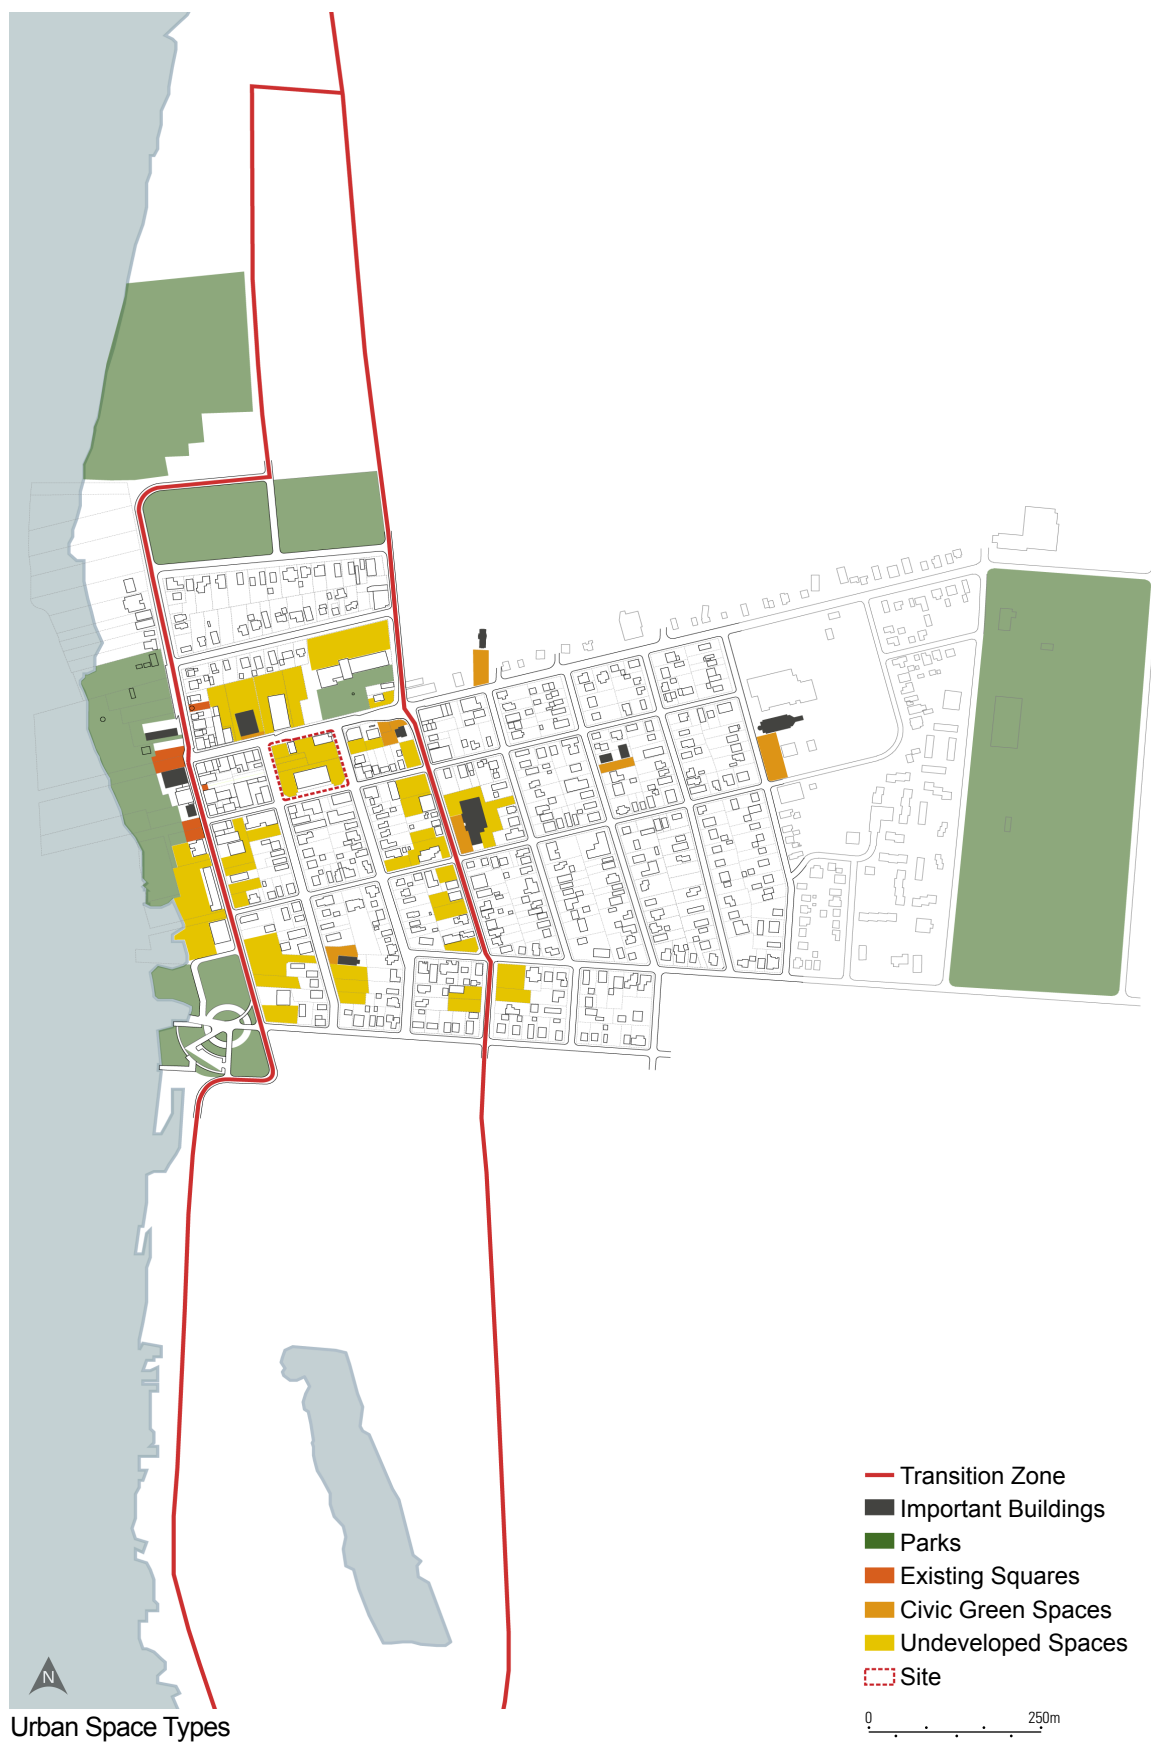 Transition Zone
Important Buildings
Parks
Existing Squares
Civic Green Spaces
Undeveloped Spaces
Site
N
0 250m
Urban Space Types